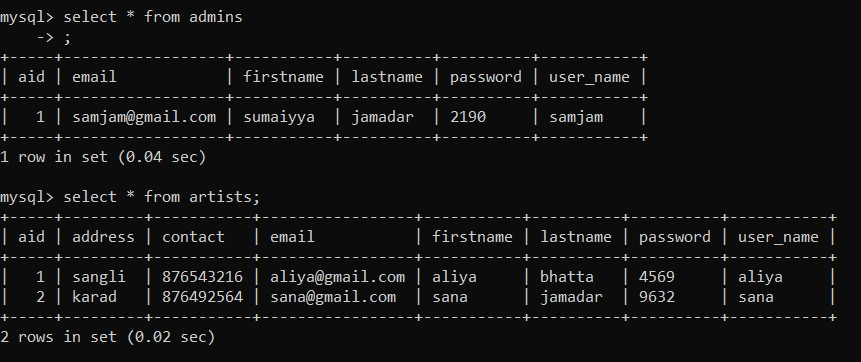 mysql> select * from admins
    -> ;
+-----+------------------+-----------+----------+----------+-----------+
| aid | email            | firstname | lastname | password | user_name |
+-----+------------------+-----------+----------+----------+-----------+
|   1 | samjam@gmail.com | sumaiyya  | jamadar  | 2190     | samjam    |
+-----+------------------+-----------+----------+----------+-----------+
1 row in set (0.04 sec)

mysql> select * from artists;
+-----+---------+-----------+-----------------+-----------+----------+----------+-----------+
| aid | address | contact   | email           | firstname | lastname | password | user_name |
+-----+---------+-----------+-----------------+-----------+----------+----------+-----------+
|   1 | sangli  | 876543216 | aliya@gmail.com | aliya     | bhatta   | 4569     | aliya     |
|   2 | karad   | 876492564 | sana@gmail.com  | sana      | jamadar  | 9632     | sana      |
+-----+---------+-----------+-----------------+-----------+----------+----------+-----------+
2 rows in set (0.02 sec)